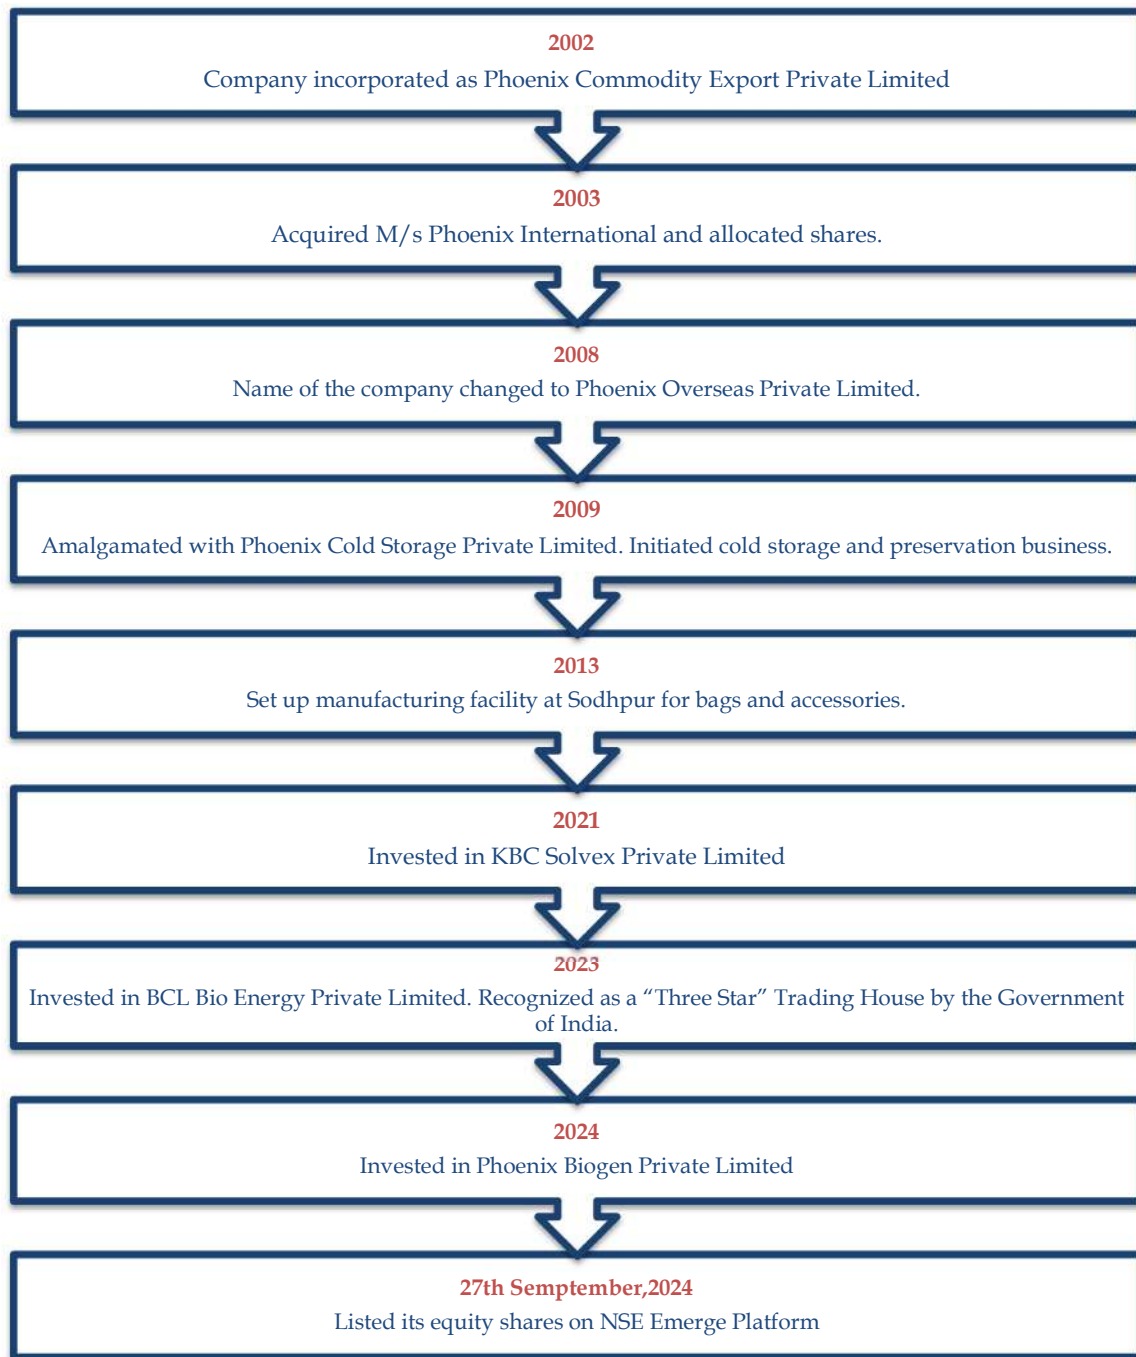 2002
Company incorporated as Phoenix Commodity Export Private Limited
2003
Acquired M/s Phoenix International and allocated shares.
2008
Name of the company changed to Phoenix Overseas Private Limited.
2009
Amalgamated with Phoenix Cold Storage Private Limited. Initiated cold storage and preservation business.
2013
Set up manufacturing facility at Sodhpur for bags and accessories.
2021
Invested in KBC Solvex Private Limited
2023
Invested in BCL Bio Energy Private Limited. Recognized as a “Three Star” Trading House by the Government
of India.
2024
Invested in Phoenix Biogen Private Limited
27th Semptember,2024
Listed its equity shares on NSE Emerge Platform